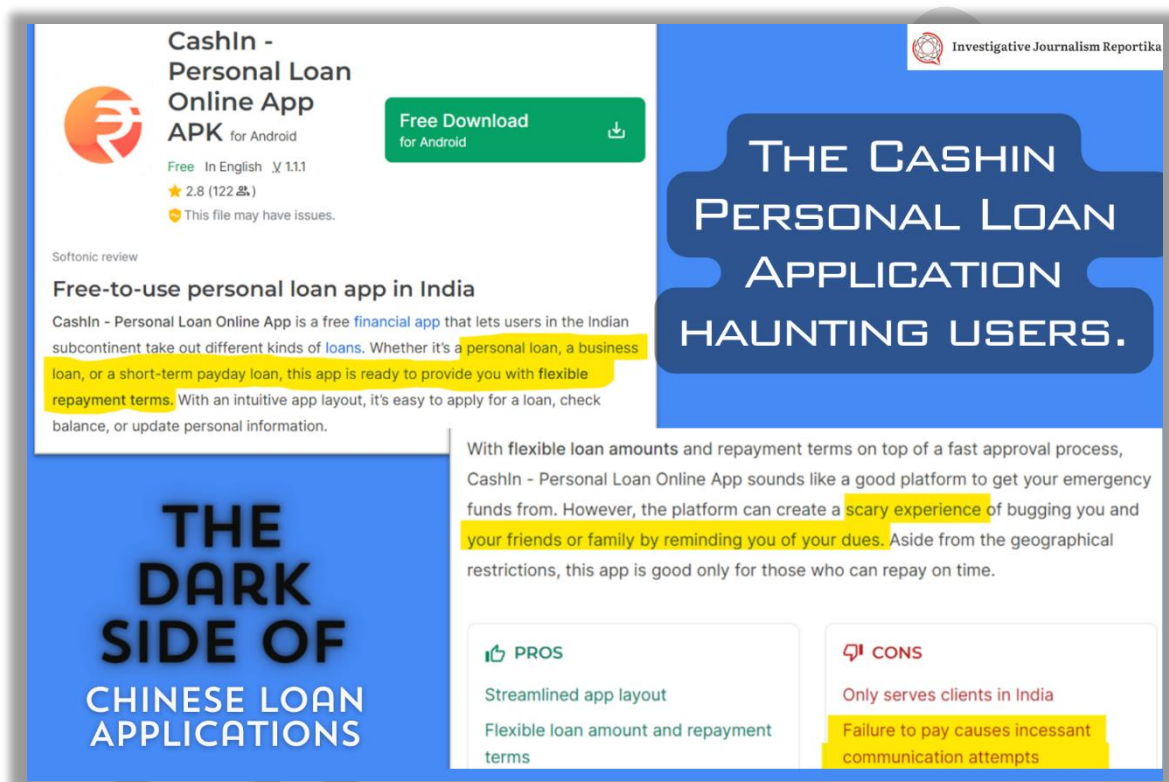 CashIn -
Personal Loan
Online App
APK for Android
Free In English V 1.1.1
2.8 (122)
This file may have issues.
Free Download
for Android
Investigative Journalism Reportika
THE CASHIN
PERSONAL LOAN
APPLICATION
HAUNTING USERS.
Softonic review
Free-to-use personal loan app in India
CashIn - Personal Loan Online App is a free financial app that lets users in the Indian
subcontinent take out different kinds of loans. Whether it's a personal loan, a business
loan, or a short-term payday loan, this app is ready to provide you with flexible
repayment terms. With an intuitive app layout, it's easy to apply for a loan, check
balance, or update personal information.
With flexible loan amounts and repayment terms on top of a fast approval process,
CashIn - Personal Loan Online App sounds like a good platform to get your emergency
funds from. However, the platform can create a scary experience of bugging you and
your friends or family by reminding you of your dues. Aside from the geographical
restrictions, this app is good only for those who can repay on time.
THE
DARK
SIDE OF
CHINESE LOAN
APPLICATIONS
PROS
Streamlined app layout
Flexible loan amount and repayment
terms
CONS
Only serves clients in India
Failure to pay causes incessant
communication attempts